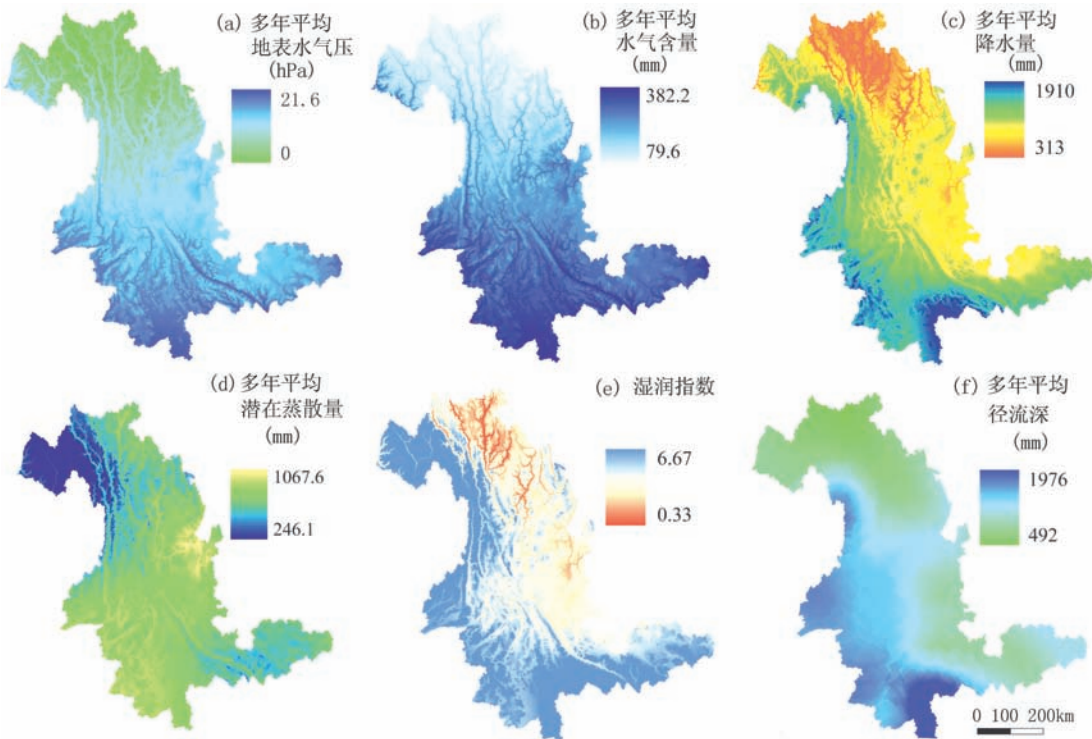 (a) 多年平均
地表水气压
(hPa)
21.6
0
(b) 多年平均
水气含量
(mm)
382.2
79.6
(c) 多年平均
降水量
(mm)
1910
313
(d) 多年平均
潜在蒸散量
(mm)
1067.6
246.1
(e) 湿润指数
6.67
0.33
(f) 多年平均
径流深
(mm)
1976
492
0 100 200km